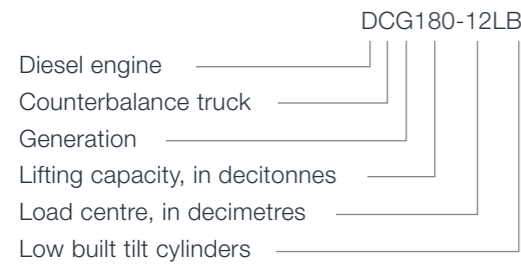 DCG180-12LB
Diesel engine
Counterbalance truck
Generation
Lifting capacity, in decitonnes
Load centre, in decimetres
Low built tilt cylinders